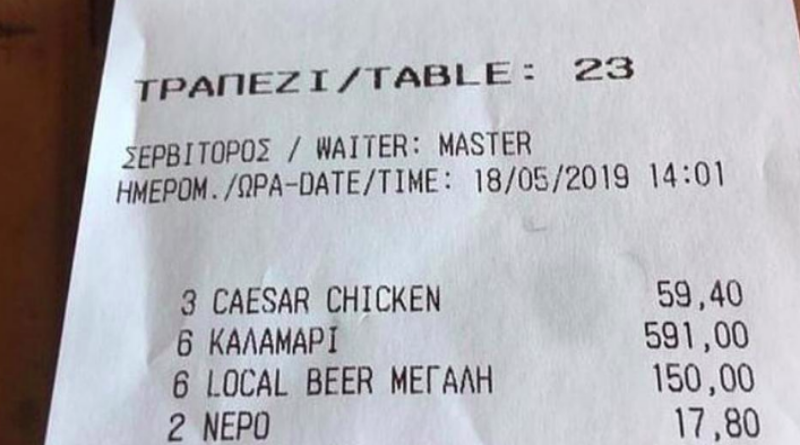 ΤΡΑΠΕΖΙ/TABLE: 23
ΣΕΡΒΙΤΟΡΟΣ / WAITER: MASTER
ΗΜΕΡΟΜ./ΩΡΑ-DATE/TIME: 18/05/2019 14:01
3 CAESAR CHICKEN 59,40
6 ΚΑΛΑΜΑΡΙ 591,00
6 LOCAL BEER ΜΕΓΑΛΗ 150,00
2 ΝΕΡΟ 17,80